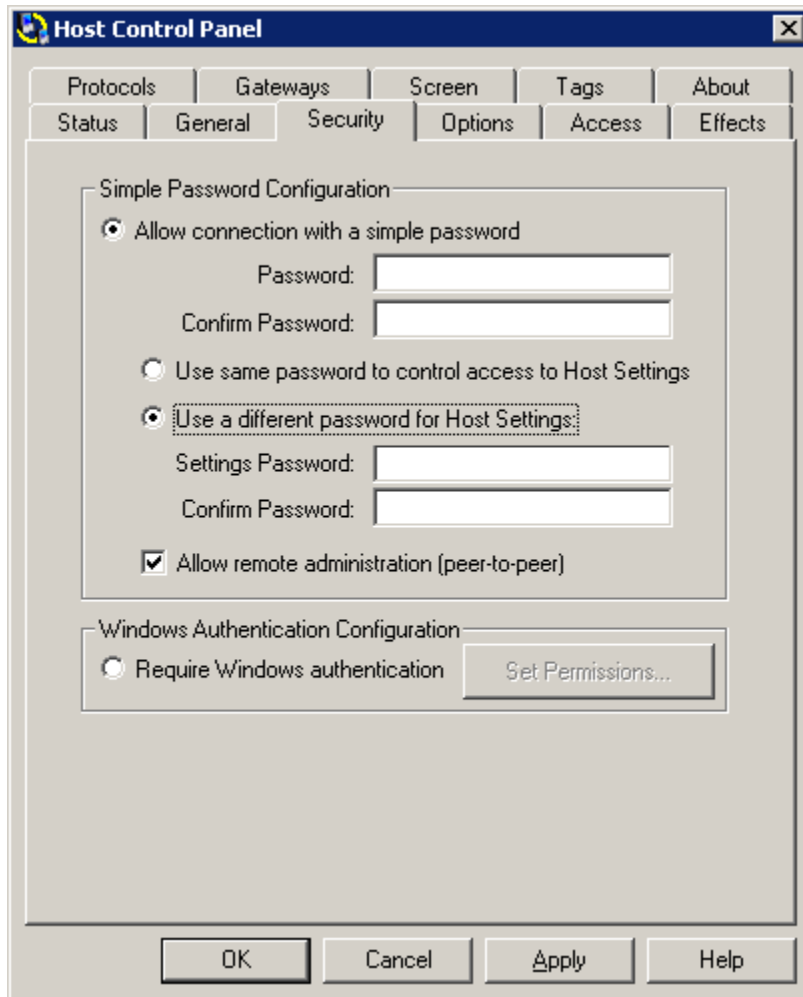 Host Control Panel
Protocols Gateways Screen Tags About
Status General Security Options Access Effects
Simple Password Configuration
Allow connection with a simple password
Password:
Confirm Password:
Use same password to control access to Host Settings
Use a different password for Host Settings:
Settings Password:
Confirm Password:
Allow remote administration (peer-to-peer)
Windows Authentication Configuration
Require Windows authentication Set Permissions...
OK Cancel Apply Help